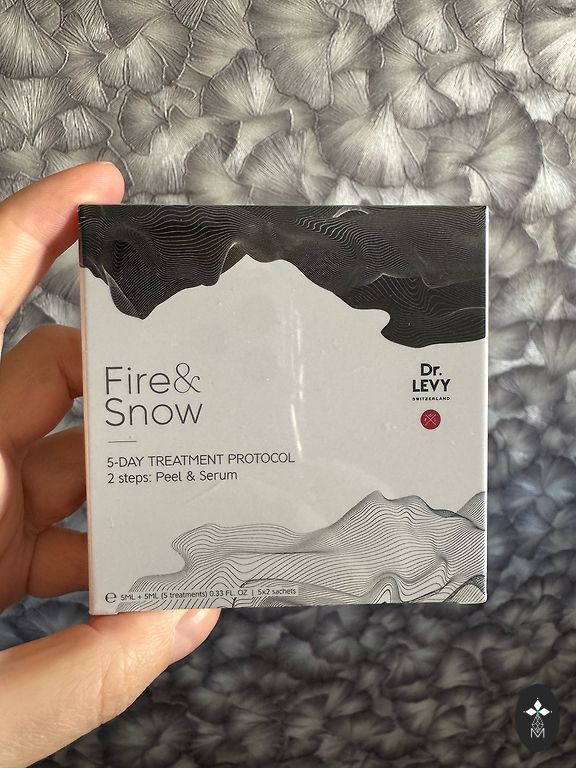 Fire&
Snow
Dr.
LEVY
SWITZERLAND
5-DAY TREATMENT PROTOCOL
2 steps: Peel & Serum
℮ 5ML + 5ML (5 treatments) 0.33 FL. OZ | 5x2 sachets
M